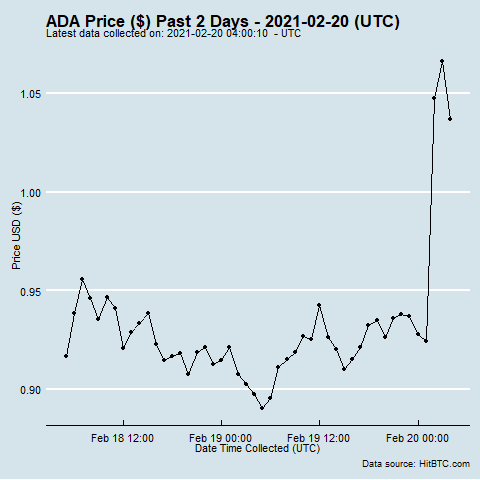 ADA Price ($) Past 2 Days - 2021-02-20 (UTC)
Latest data collected on: 2021-02-20 04:00:10 - UTC
1.05
1.00
0.95
0.90
Price USD ($)
Feb 18 12:00
Feb 19 00:00
Feb 19 12:00
Feb 20 00:00
Date Time Collected (UTC)
Data source: HitBTC.com